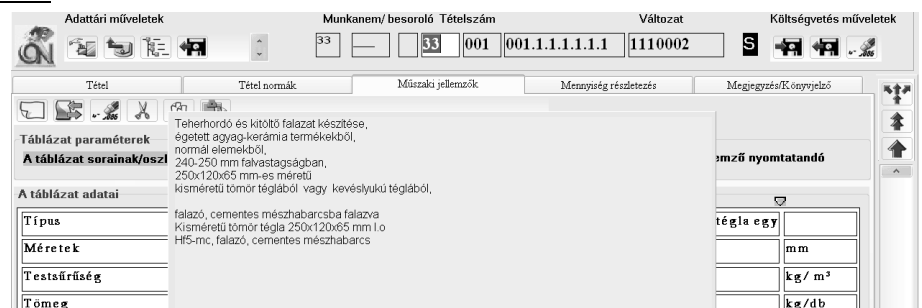 Adattári műveletek
Munkanem/ besoroló Tételszám
Változat
Költségvetés műveletek
ON
33
33
001
001.1.1.1.1.1.1
1110002
S
Tétel
Tétel normák
Műszaki jellemzők
Mennyiség részletezés
Megjegyzés/Könyvjelző
Táblázat paraméterek
A táblázat sorainak/oszl
emző nyomtatandó
A táblázat adatai
Teherhordó és kitöltő falazat készítése,
égetett agyag-kerámia termékekből,
normál elemekből,
240-250 mm falvastagságban,
250x120x65 mm-es méretű
kisméretű tömör téglából vagy kevéslyukú téglából,
falazó, cementes mészhabarcsba falazva
Kisméretű tömör tégla 250x120x65 mm I.o
Hf5-mc, falazó, cementes mészhabarcs
Típus
tégla egy
Méretek
mm
Testsűrűség
kg/ m³
Tömeg
kg/db